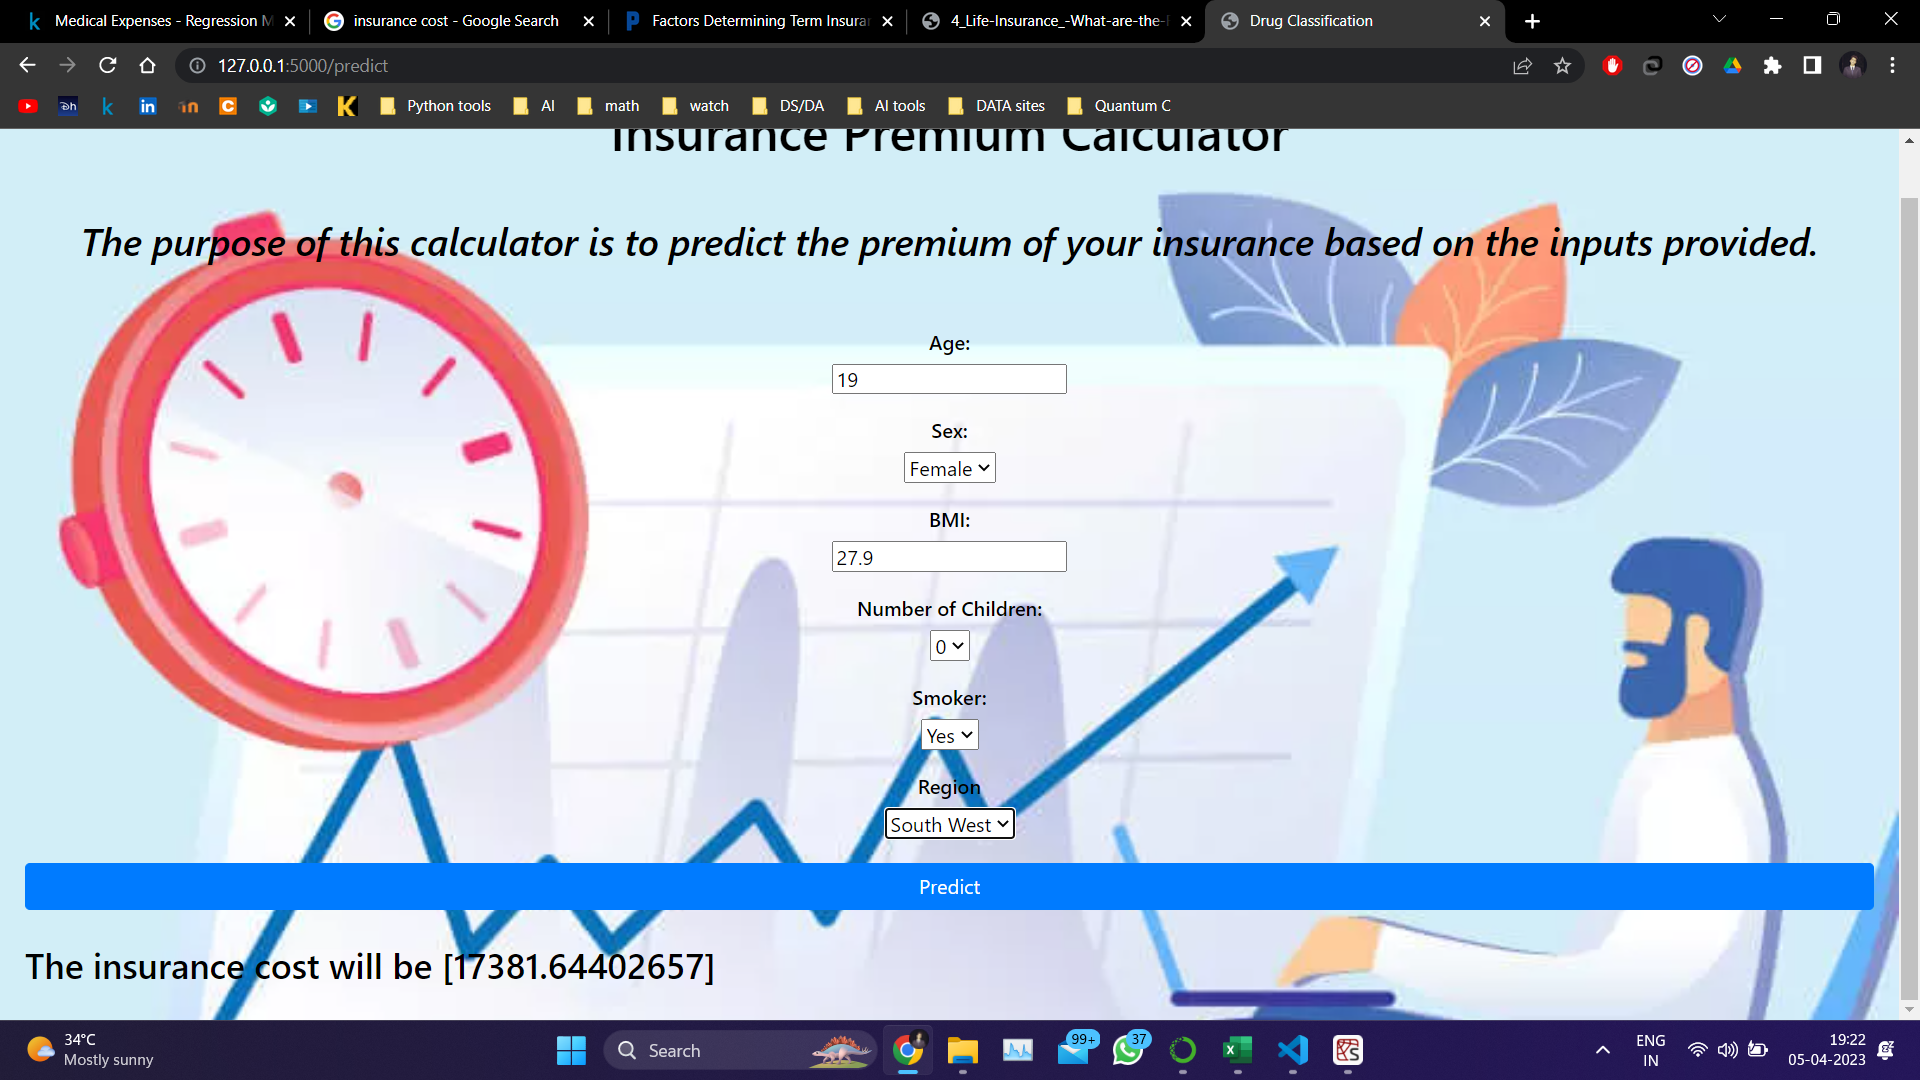 Medical Expenses - Regression M
insurance cost - Google Search
Factors Determining Term Insuran
4_Life-Insurance_-What-are-the-F
Drug Classification
127.0.0.1:5000/predict
Python tools
AI
math
watch
DS/DA
AI tools
DATA sites
Quantum C
Insurance Premium Calculator
The purpose of this calculator is to predict the premium of your insurance based on the inputs provided.
Age:
19
Sex:
Female
BMI:
27.9
Number of Children:
0
Smoker:
Yes
Region
South West
Predict
The insurance cost will be [17381.64402657]
34°C
Mostly sunny
Search
99+
37
ENG
IN
19:22
05-04-2023